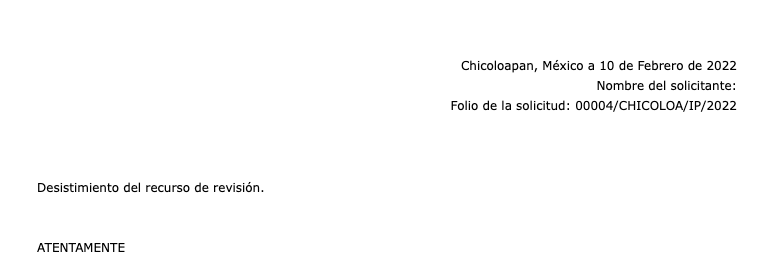 Chicoloapan, México a 10 de Febrero de 2022
Nombre del solicitante:
Folio de la solicitud: 00004/CHICOLOA/IP/2022
Desistimiento del recurso de revisión.
ATENTAMENTE